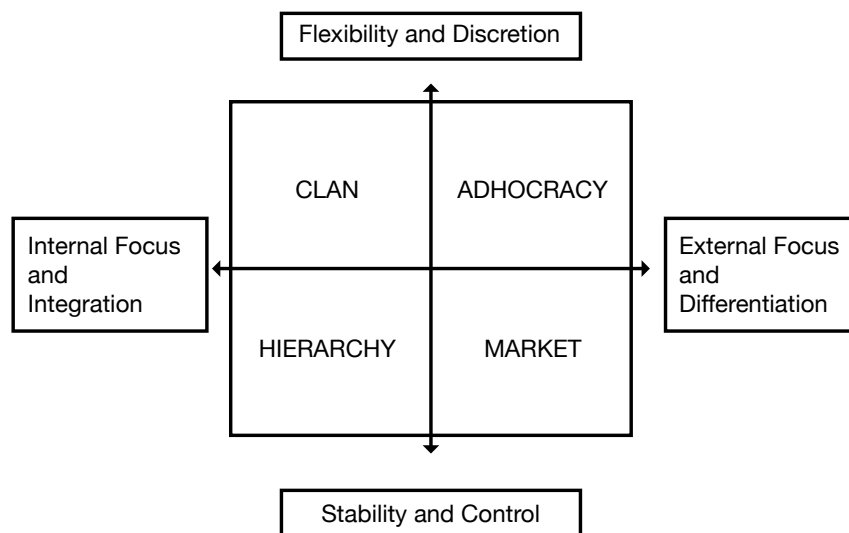 Flexibility and Discretion
CLAN
ADHOCRACY
Internal Focus
and
Integration
External Focus
and
Differentiation
HIERARCHY
MARKET
Stability and Control